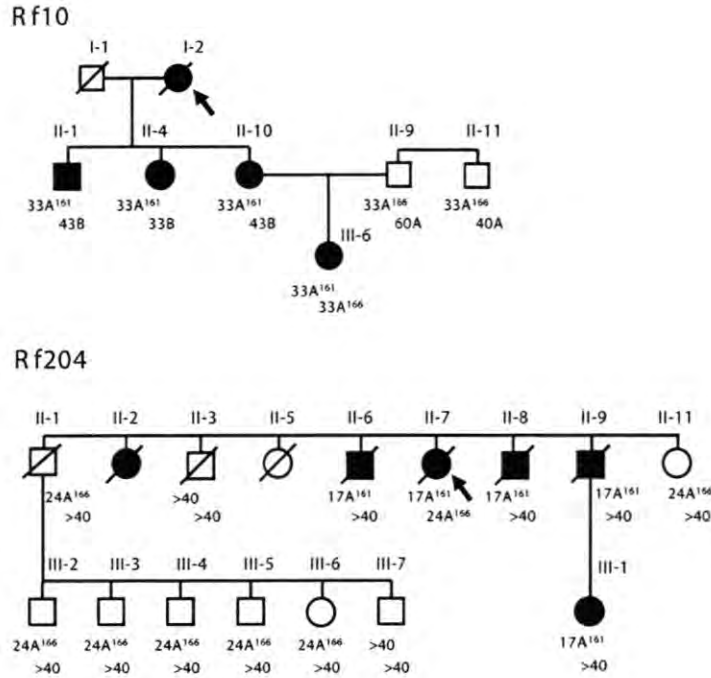 Rf10
I-1 I-2
II-1 II-4 II-10 II-9 II-11
33A¹⁶¹ 33A¹⁶¹ 33A¹⁶¹ 33A¹⁶⁶ 33A¹⁶⁶
43B 33B 43B 60A 40A
III-6
33A¹⁶¹
33A¹⁶⁶
Rf204
II-1 II-2 II-3 II-5 II-6 II-7 II-8 II-9 II-11
24A¹⁶⁶ >40 17A¹⁶¹ 17A¹⁶¹ 17A¹⁶¹ 17A¹⁶¹ 24A¹⁶⁶
>40 >40 >40 24A¹⁶⁶ >40 >40 >40
III-2 III-3 III-4 III-5 III-6 III-7 III-1
24A¹⁶⁶ 24A¹⁶⁶ 24A¹⁶⁶ 24A¹⁶⁶ 24A¹⁶⁶ >40 17A¹⁶¹
>40 >40 >40 >40 >40 >40 >40